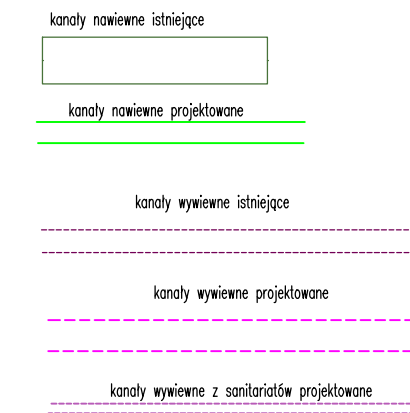 kanały nawiewne istniejące
kanały nawiewne projektowane
kanały wywiewne istniejące
kanały wywiewne projektowane
kanały wywiewne z sanitariatów projektowane